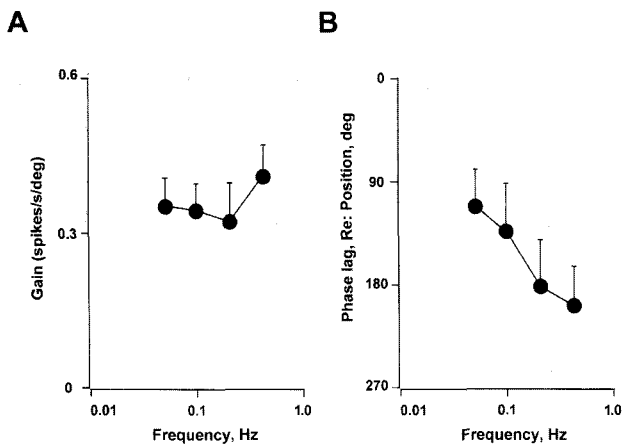 A
B
0.6
0.3
0
Gain (spikes/s/deg)
0.01
0.1
1.0
Frequency, Hz
0
90
180
270
Phase lag, Re: Position, deg
0.01
0.1
1.0
Frequency, Hz